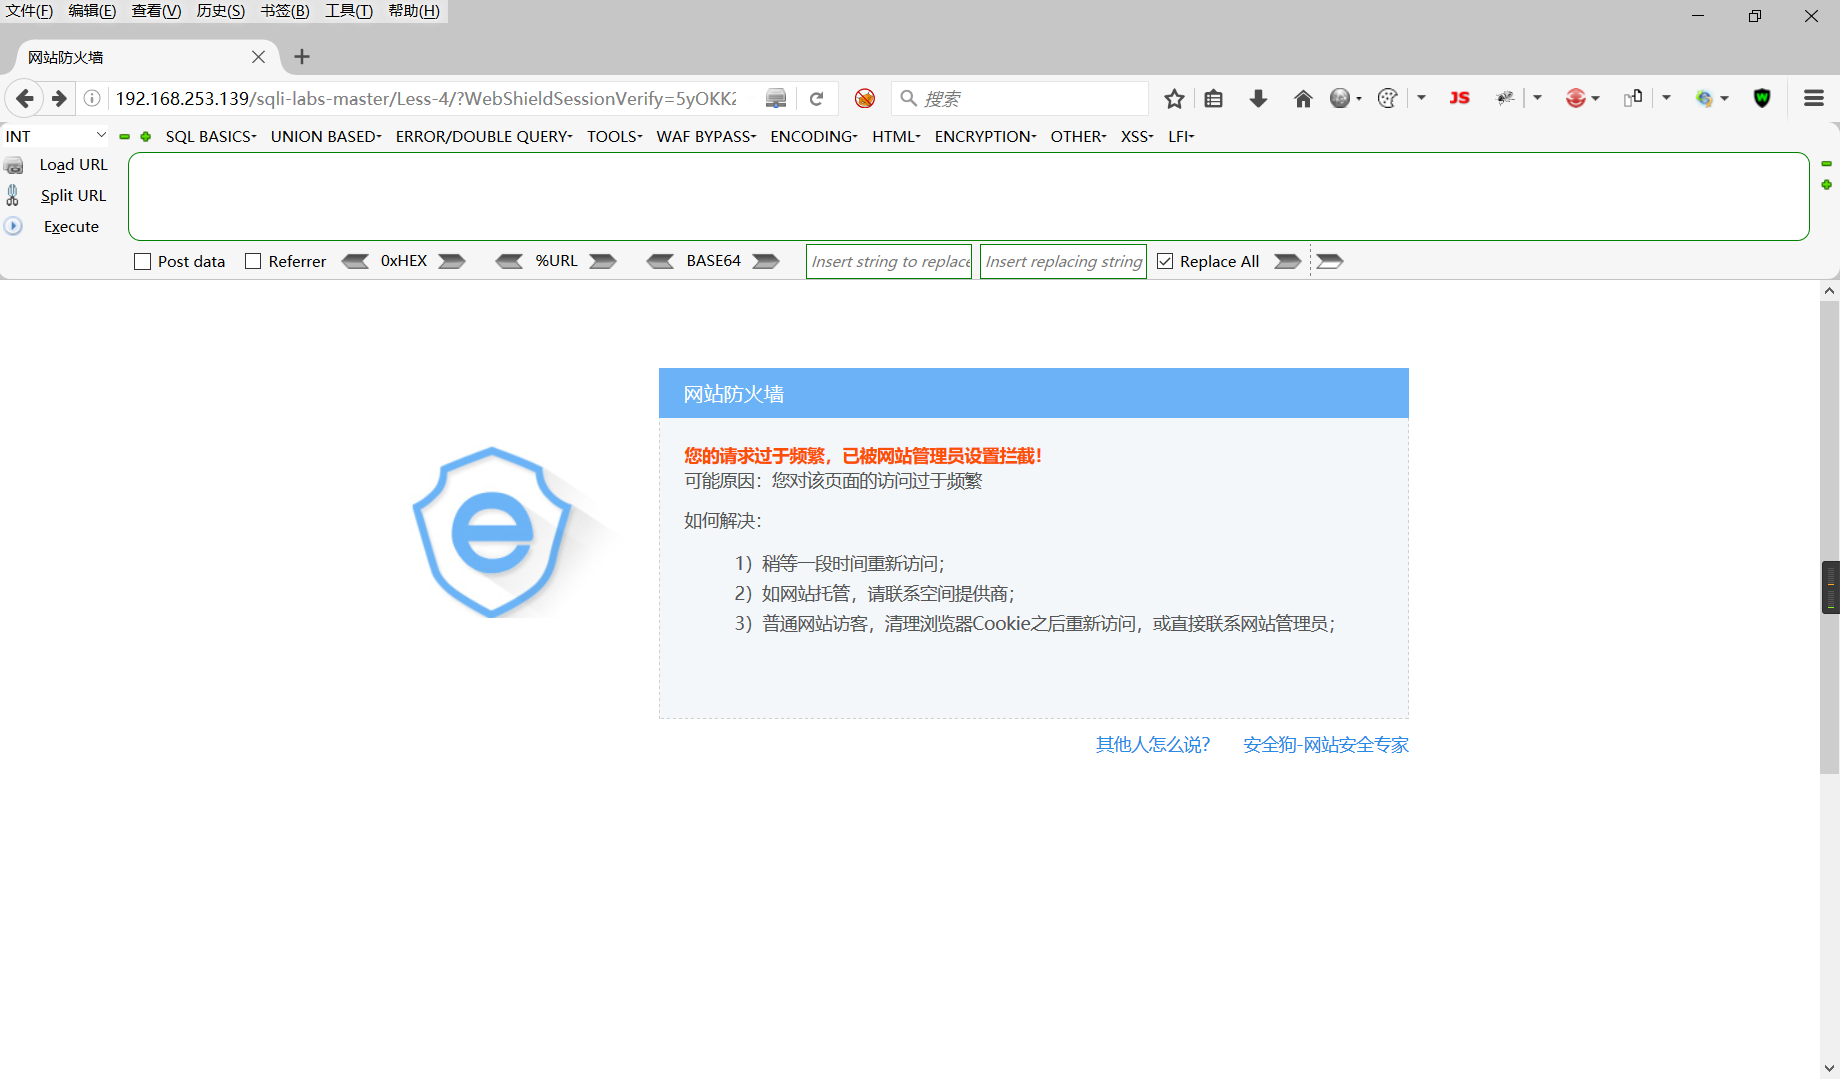 文件(F) 编辑(E) 查看(V) 历史(S) 书签(B) 工具(T) 帮助(H)
网站防火墙
192.168.253.139/sqli-labs-master/Less-4/?WebShieldSessionVerify=5yOKK2
搜索
JS
W
INT
SQL BASICS UNION BASED ERROR/DOUBLE QUERY TOOLS WAF BYPASS ENCODING HTML ENCRYPTION OTHER XSS LFI
Load URL
Split URL
Execute
Post data Referrer 0xHEX %URL BASE64 Insert string to replace Insert replacing string Replace All
网站防火墙
您的请求过于频繁，已被网站管理员设置拦截！
可能原因：您对该页面的访问过于频繁
如何解决：
1）稍等一段时间重新访问；
2）如网站托管，请联系空间提供商；
3）普通网站访客，清理浏览器Cookie之后重新访问，或直接联系网站管理员；
其他人怎么说？ 安全狗-网站安全专家